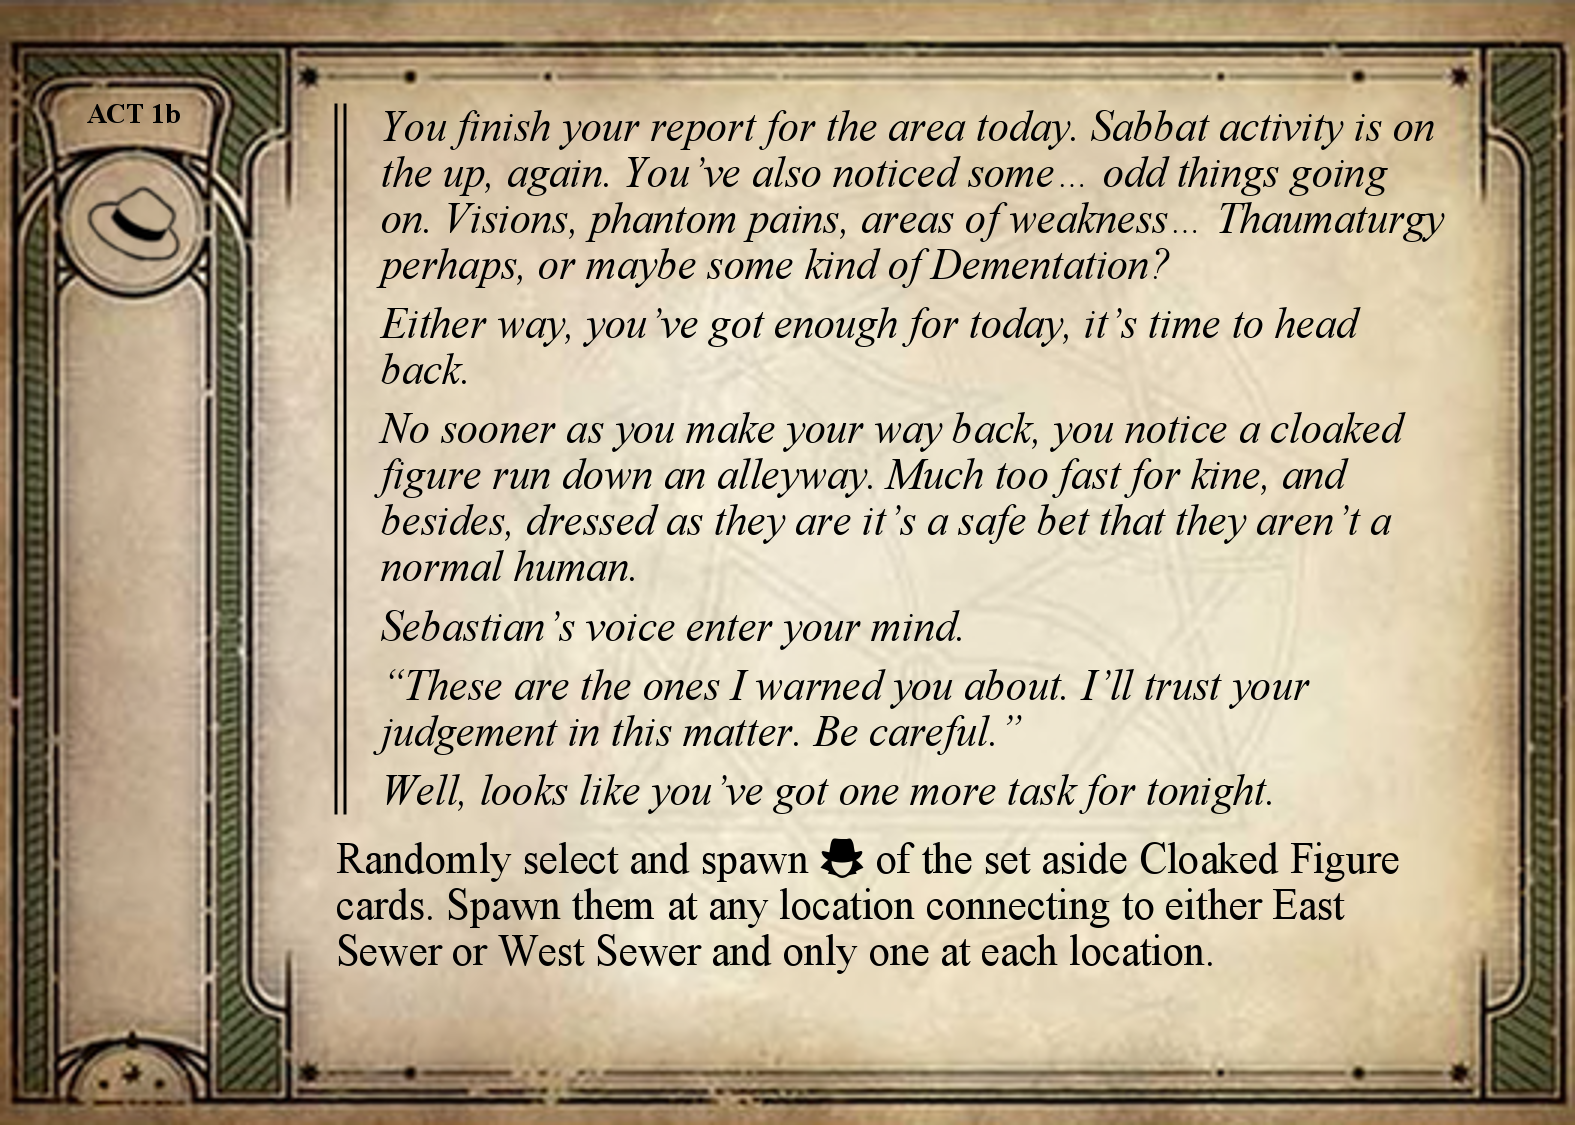 ACT 1b
You finish your report for the area today. Sabbat activity is on
the up, again. You’ve also noticed some… odd things going
on. Visions, phantom pains, areas of weakness… Thaumaturgy
perhaps, or maybe some kind of Dementation?
Either way, you’ve got enough for today, it’s time to head
back.
No sooner as you make your way back, you notice a cloaked
figure run down an alleyway. Much too fast for kine, and
besides, dressed as they are it’s a safe bet that they aren’t a
normal human.
Sebastian’s voice enter your mind.
“These are the ones I warned you about. I’ll trust your
judgement in this matter. Be careful.”
Well, looks like you’ve got one more task for tonight.
Randomly select and spawn of the set aside Cloaked Figure
cards. Spawn them at any location connecting to either East
Sewer or West Sewer and only one at each location.